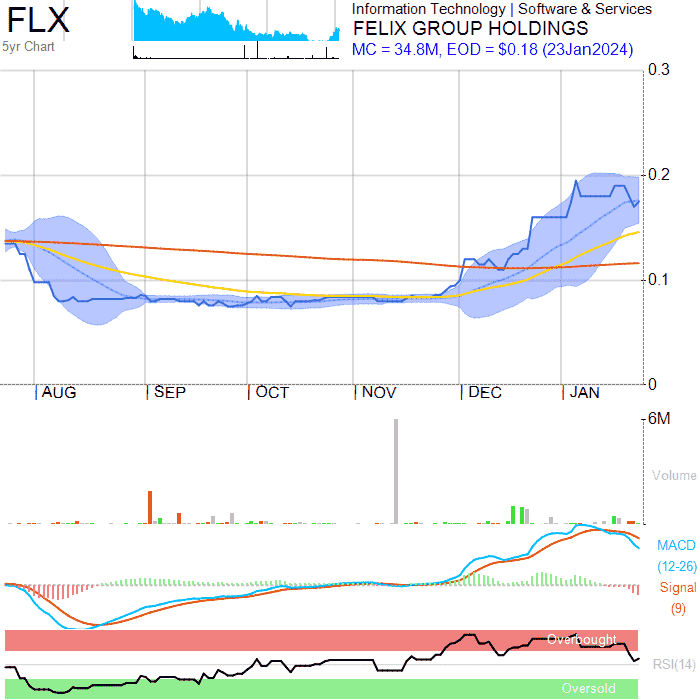 FLX
5yr Chart
Information Technology | Software & Services
FELIX GROUP HOLDINGS
MC = 34.8M, EOD = $0.18 (23Jan2024)
0.3
0.2
0.1
0
AUG SEP OCT NOV DEC JAN
6M
Volume
MACD
(12-26)
Signal
(9)
Overbought
RSI(14)
Oversold